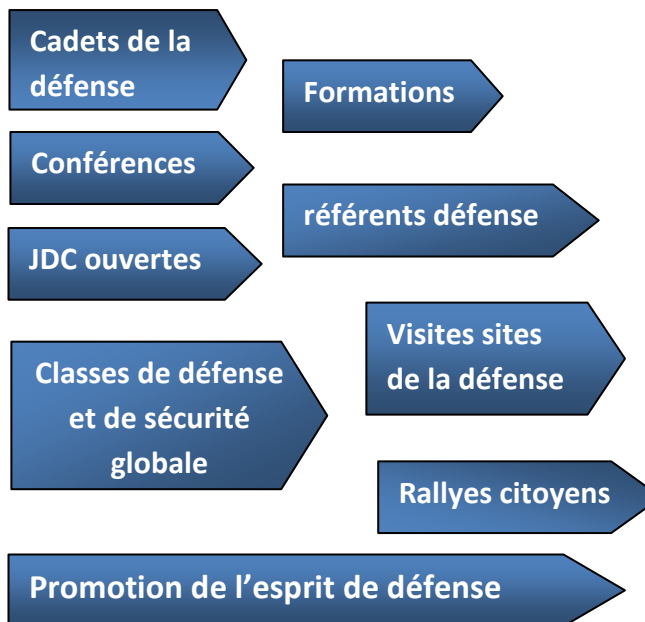 Cadets de la
défense
Formations
Conférences
référents défense
JDC ouvertes
Visites sites
de la défense
Classes de défense
et de sécurité
globale
Rallyes citoyens
Promotion de l’esprit de défense